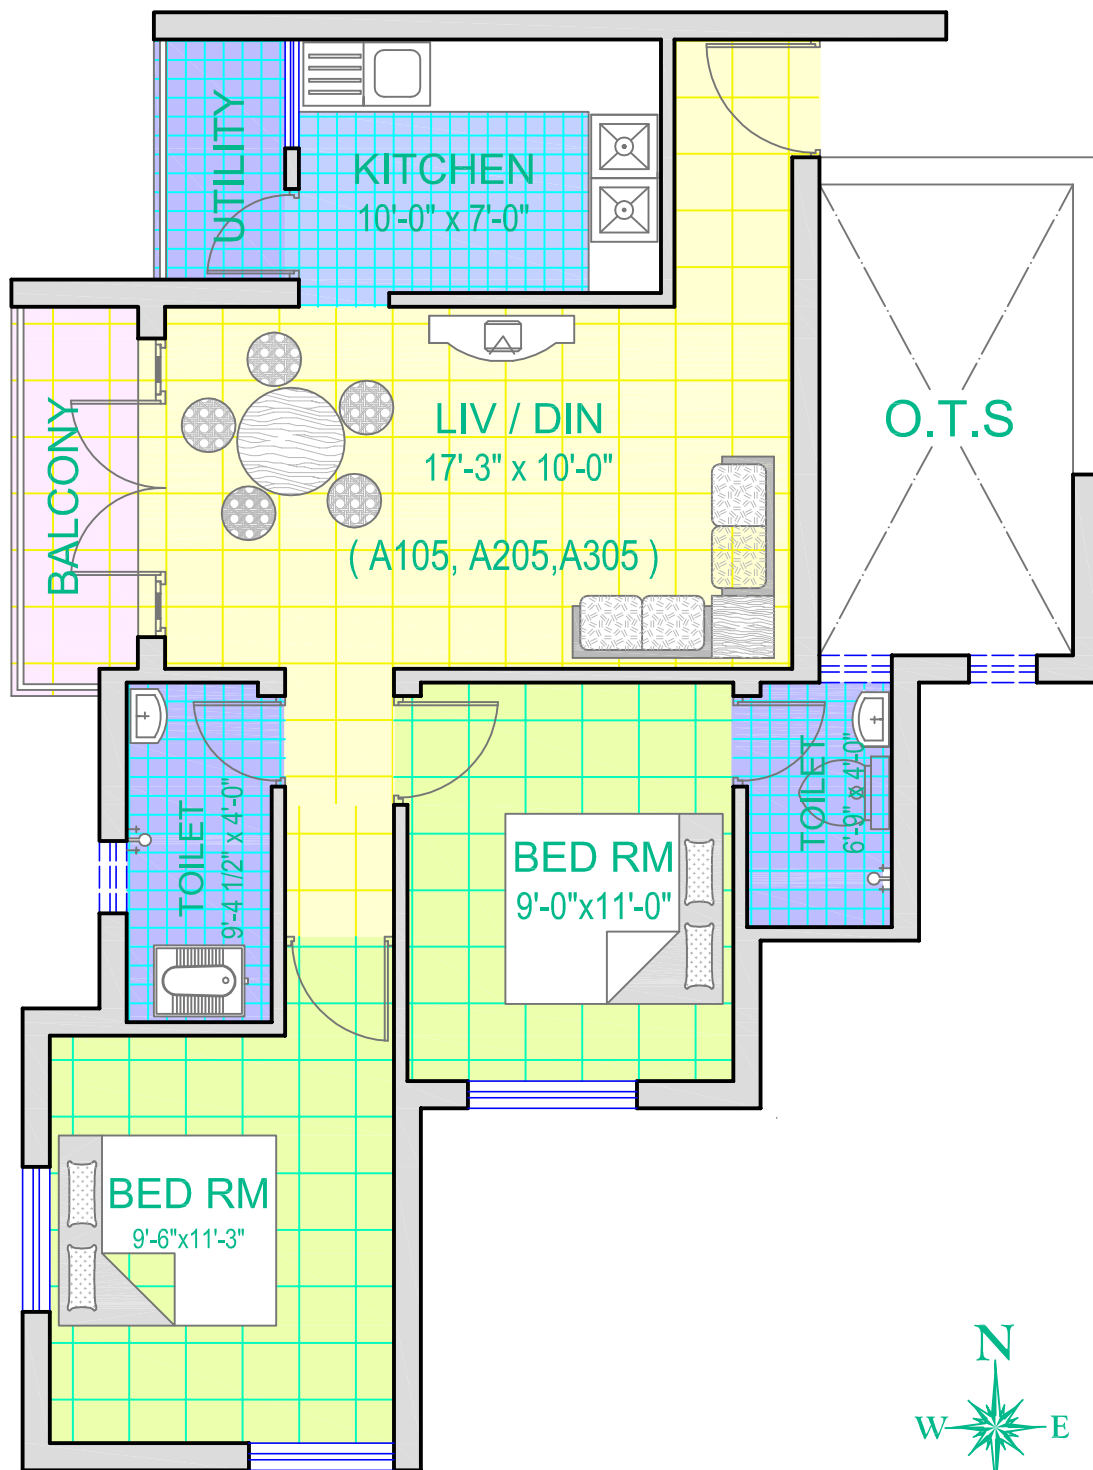 UTILITY
KITCHEN
10'-0" x 7'-0"
BALCONY
LIV / DIN
17'-3" x 10'-0"
( A105, A205,A305 )
O.T.S
TOILET
9'-4 1/2" x 4'-0"
BED RM
9'-0"x11'-0"
TOILET
6'-9" x 4'-0"
BED RM
9'-6"x11'-3"
N
W
E